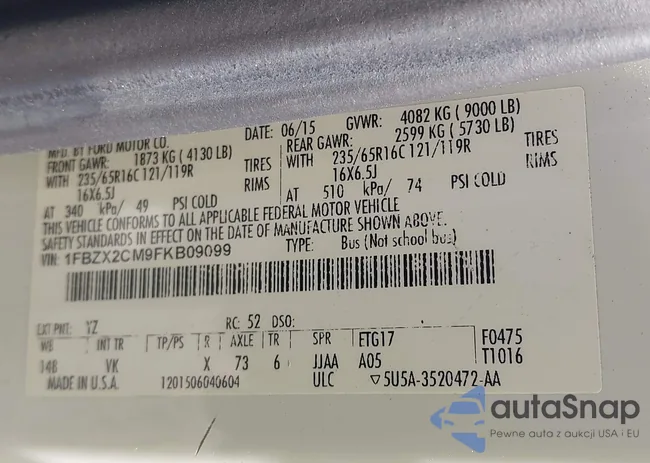 MFD. BY FORD MOTOR CO.
DATE: 06/15 GVWR: 4082 KG ( 9000 LB)
FRONT GAWR: 1873 KG ( 4130 LB)
REAR GAWR: 2599 KG ( 5730 LB)
WITH 235/65R16C 121/119R TIRES
WITH 235/65R16C 121/119R TIRES
16X6.5J RIMS
16X6.5J RIMS
AT 340 kPa/ 49 PSI COLD
AT 510 kPa/ 74 PSI COLD
THIS VEHICLE CONFORMS TO ALL APPLICABLE FEDERAL MOTOR VEHICLE
SAFETY STANDARDS IN EFFECT ON THE DATE OF MANUFACTURE SHOWN ABOVE.
VIN: 1FBZX2CM9FKB09099
TYPE: Bus (Not school bus)
EXT PNT: YZ RC: 52 DSO:
WB INT TR TP/PS R AXLE TR SPR ETG17 F0475
148 VK X 73 6 JJAA A05 T1016
MADE IN U.S.A. 1201506040604 ULC ▽5U5A-3520472-AA
autaSnap
Pewne auta z aukcji USA i EU